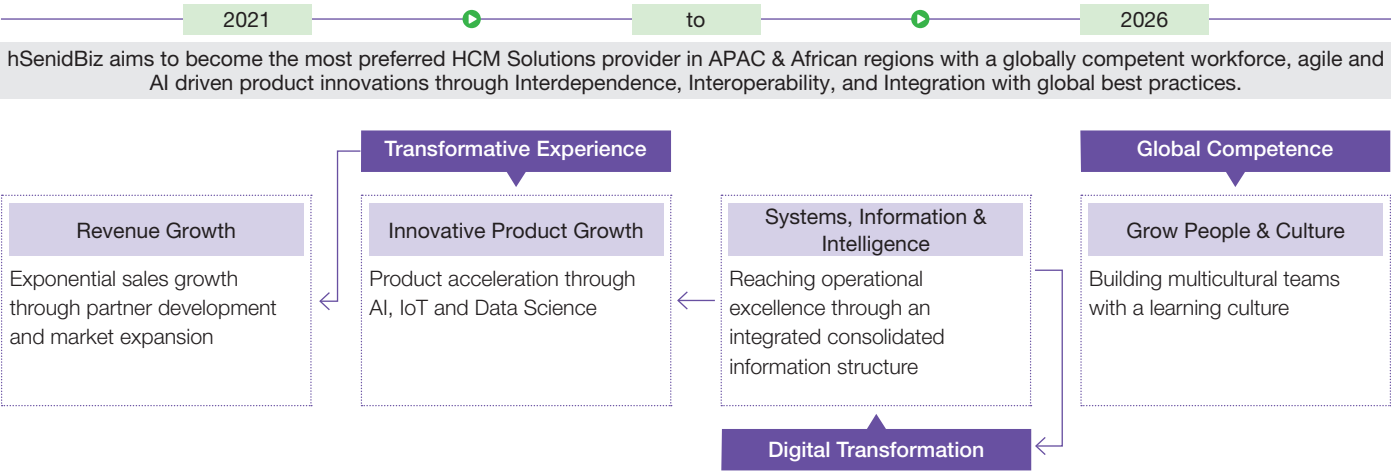 2021 to 2026
hSenidBiz aims to become the most preferred HCM Solutions provider in APAC & African regions with a globally competent workforce, agile and
AI driven product innovations through Interdependence, Interoperability, and Integration with global best practices.
Transformative Experience
Global Competence
Revenue Growth
Exponential sales growth
through partner development
and market expansion
Innovative Product Growth
Product acceleration through
AI, IoT and Data Science
Systems, Information &
Intelligence
Reaching operational
excellence through an
integrated consolidated
information structure
Grow People & Culture
Building multicultural teams
with a learning culture
Digital Transformation